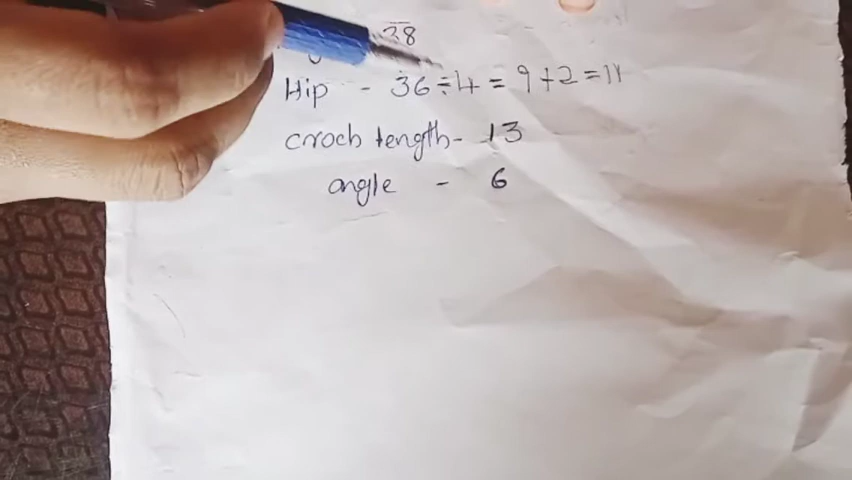 38
Hip - 36 ÷ 4 = 9 + 2 = 11
croch length - 13
angle - 6